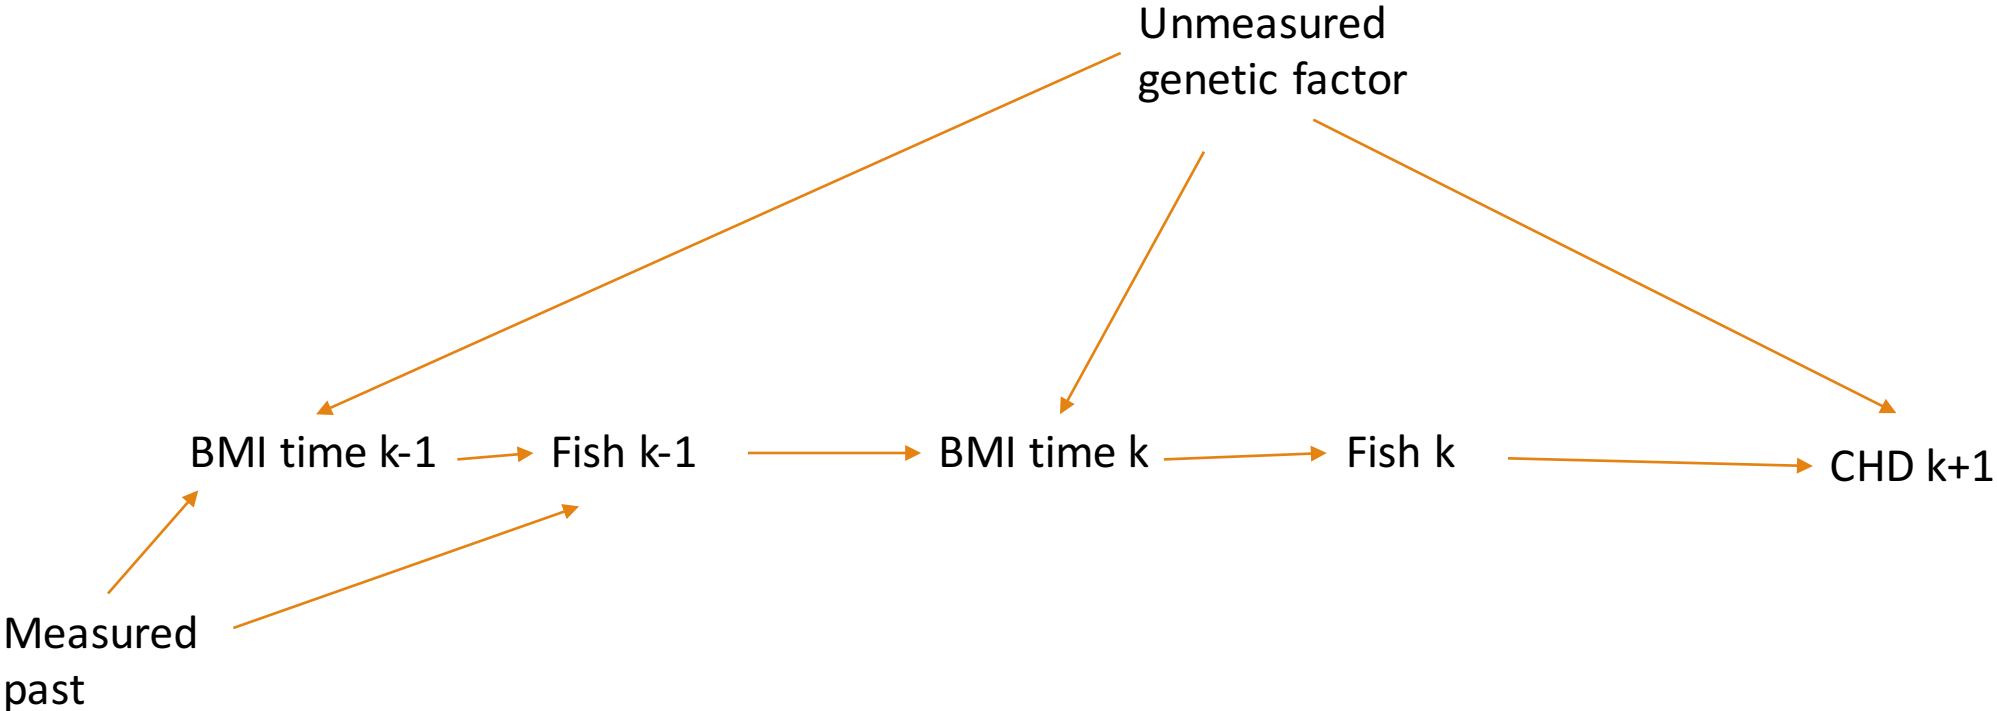 Unmeasured
genetic factor
BMI time k-1
Fish k-1
BMI time k
Fish k
CHD k+1
Measured
past